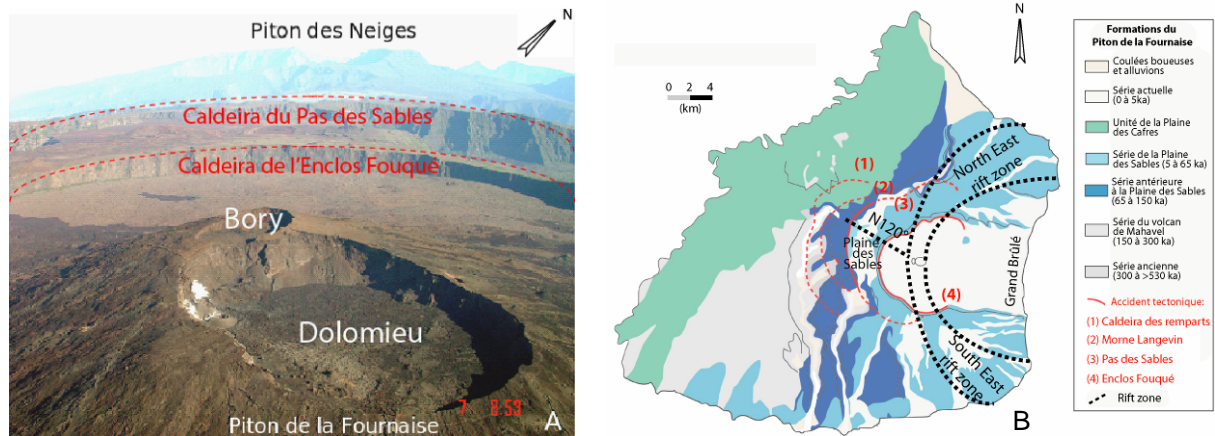 N
Piton des Neiges
Caldeira du Pas des Sables
Caldeira de l'Enclos Fouqué
Bory
Dolomieu
7 8:59
Piton de la Fournaise
A
N
0 2 4
(km)
(1)
(2)
(3)
North East
rift zone
N120°
Plaine
des
Sables
Grand Brûlé
(4)
South East
rift zone
B
Formations du
Piton de la Fournaise
Coulées boueuses
et alluvions
Série actuelle
(0 à 5ka)
Unité de la Plaine
des Cafres
Série de la Plaine
des Sables (5 à 65 ka)
Série antérieure
à la Plaine des Sables
(65 à 150 ka)
Série du volcan
de Mahavel
(150 à 300 ka)
Série ancienne
(300 à >530 ka)
Accident tectonique:
(1) Caldeira des remparts
(2) Morne Langevin
(3) Pas des Sables
(4) Enclos Fouqué
Rift zone